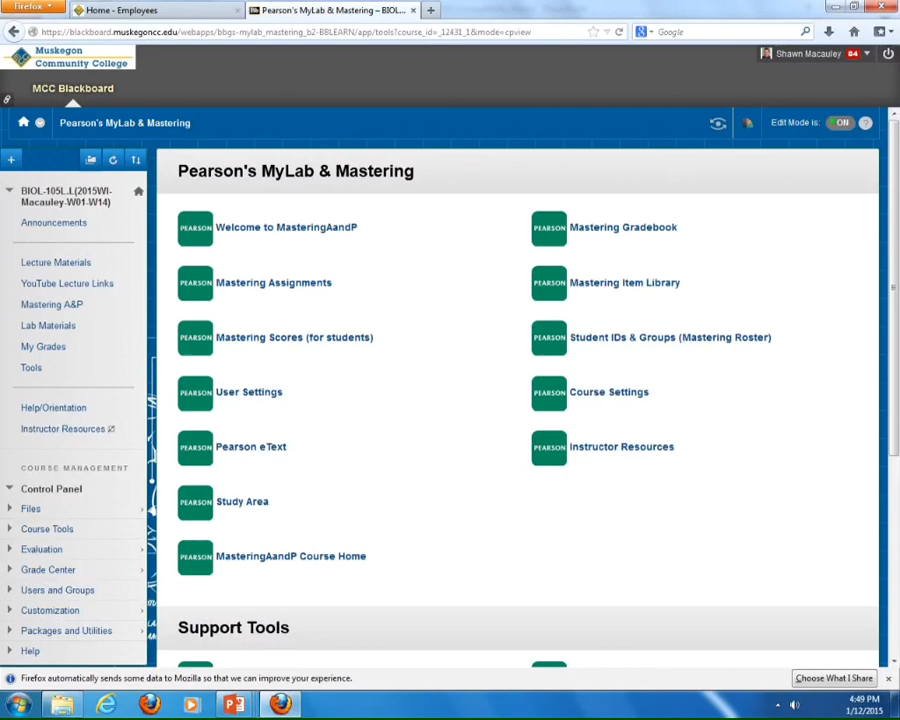 Firefox
Home - Employees
Pearson's MyLab & Mastering – BIOL...
https://blackboard.muskegoncc.edu/webapps/bbgs-mylab_mastering_b2-BBLEARN/app/tools?course_id=_12431_1&mode=cpview
Google
Muskegon
Community College
Shawn Macauley 84
MCC Blackboard
Pearson's MyLab & Mastering
Edit Mode is: ON
BIOL-105L.L(2015WI-
Macauley-W01-W14)
Announcements
Lecture Materials
YouTube Lecture Links
Mastering A&P
Lab Materials
My Grades
Tools
Help/Orientation
Instructor Resources
COURSE MANAGEMENT
Control Panel
Files
Course Tools
Evaluation
Grade Center
Users and Groups
Customization
Packages and Utilities
Help
Pearson's MyLab & Mastering
PEARSON Welcome to MasteringAandP
PEARSON Mastering Gradebook
PEARSON Mastering Assignments
PEARSON Mastering Item Library
PEARSON Mastering Scores (for students)
PEARSON Student IDs & Groups (Mastering Roster)
PEARSON User Settings
PEARSON Course Settings
PEARSON Pearson eText
PEARSON Instructor Resources
PEARSON Study Area
PEARSON MasteringAandP Course Home
Support Tools
Firefox automatically sends some data to Mozilla so that we can improve your experience.
Choose What I Share
4:49 PM
1/12/2015